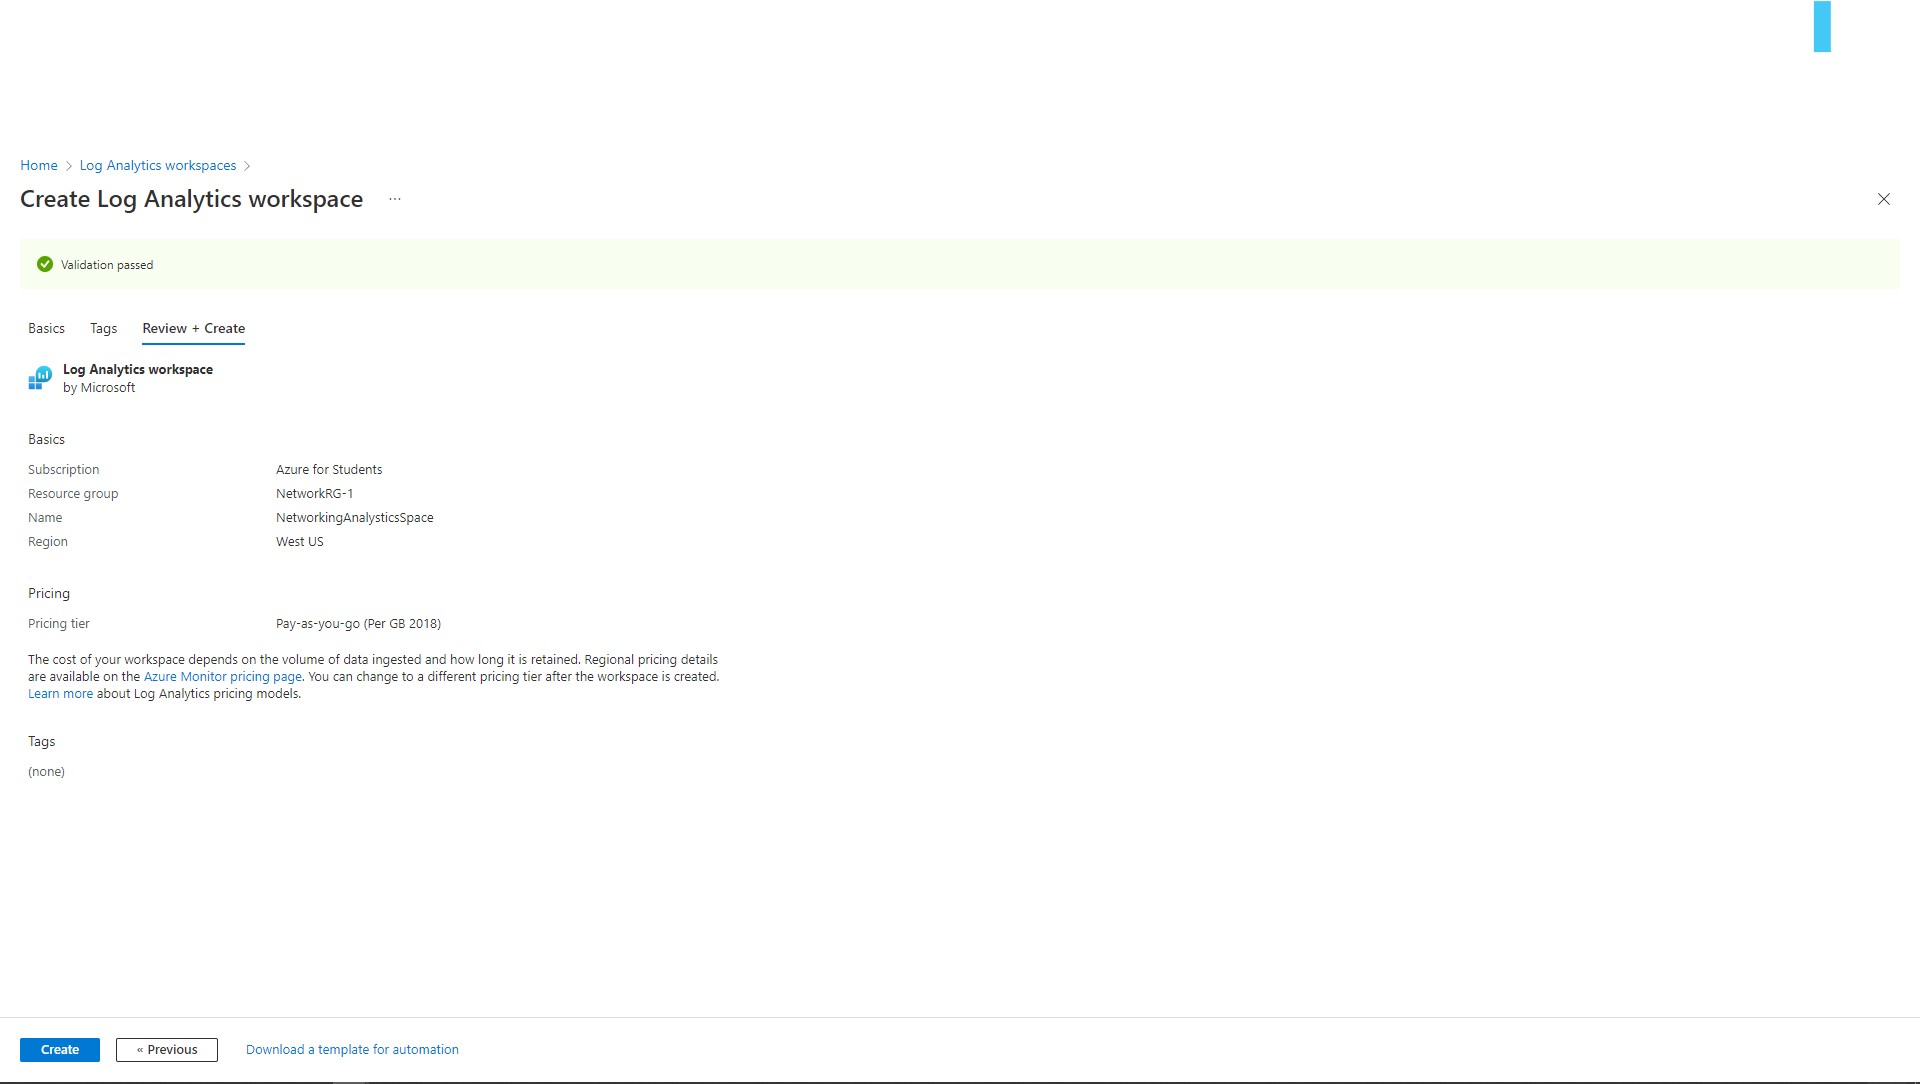 Home > Log Analytics workspaces >
Create Log Analytics workspace ...
Validation passed
Basics Tags Review + Create
Log Analytics workspace
by Microsoft
Basics
Subscription Azure for Students
Resource group NetworkRG-1
Name NetworkingAnalysticsSpace
Region West US
Pricing
Pricing tier Pay-as-you-go (Per GB 2018)
The cost of your workspace depends on the volume of data ingested and how long it is retained. Regional pricing details
are available on the Azure Monitor pricing page. You can change to a different pricing tier after the workspace is created.
Learn more about Log Analytics pricing models.
Tags
(none)
Create « Previous Download a template for automation